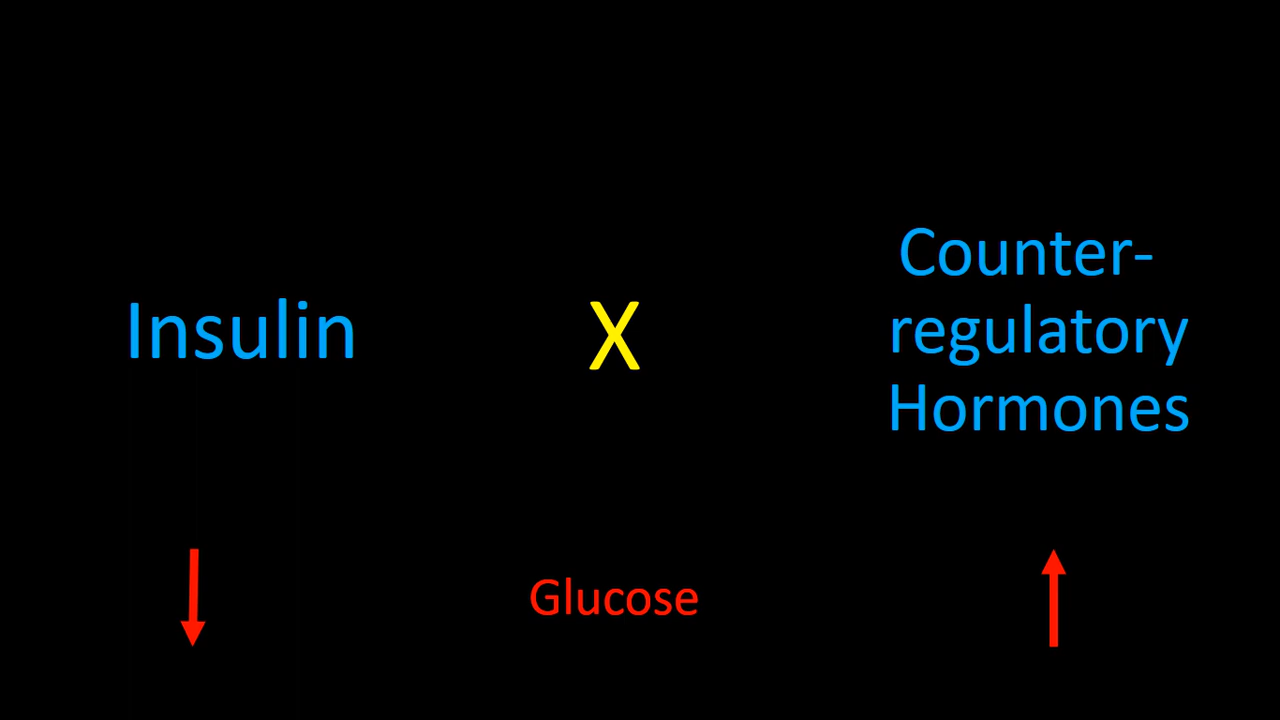 Insulin
X
Counter-
regulatory
Hormones
Glucose